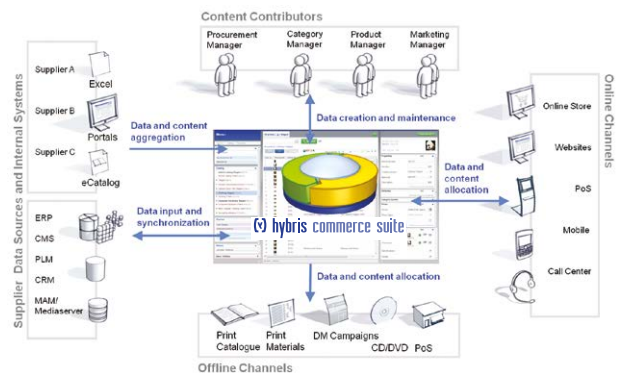 Content Contributors
Procurement
Manager
Category
Manager
Product
Manager
Marketing
Manager
Supplier Data Sources and Internal Systems
Supplier A
Excel
Supplier B
Portals
Supplier C
eCatalog
Data and content
aggregation
Data creation and maintenance
Data and
content
allocation
Online Channels
Online Store
Websites
PoS
Mobile
Call Center
ERP
CMS
PLM
CRM
MAM/
Mediaserver
Data input and
synchronization
hybris commerce suite
Data and content allocation
Print
Catalogue
Print
Materials
DM Campaigns
CD/DVD
PoS
Offline Channels